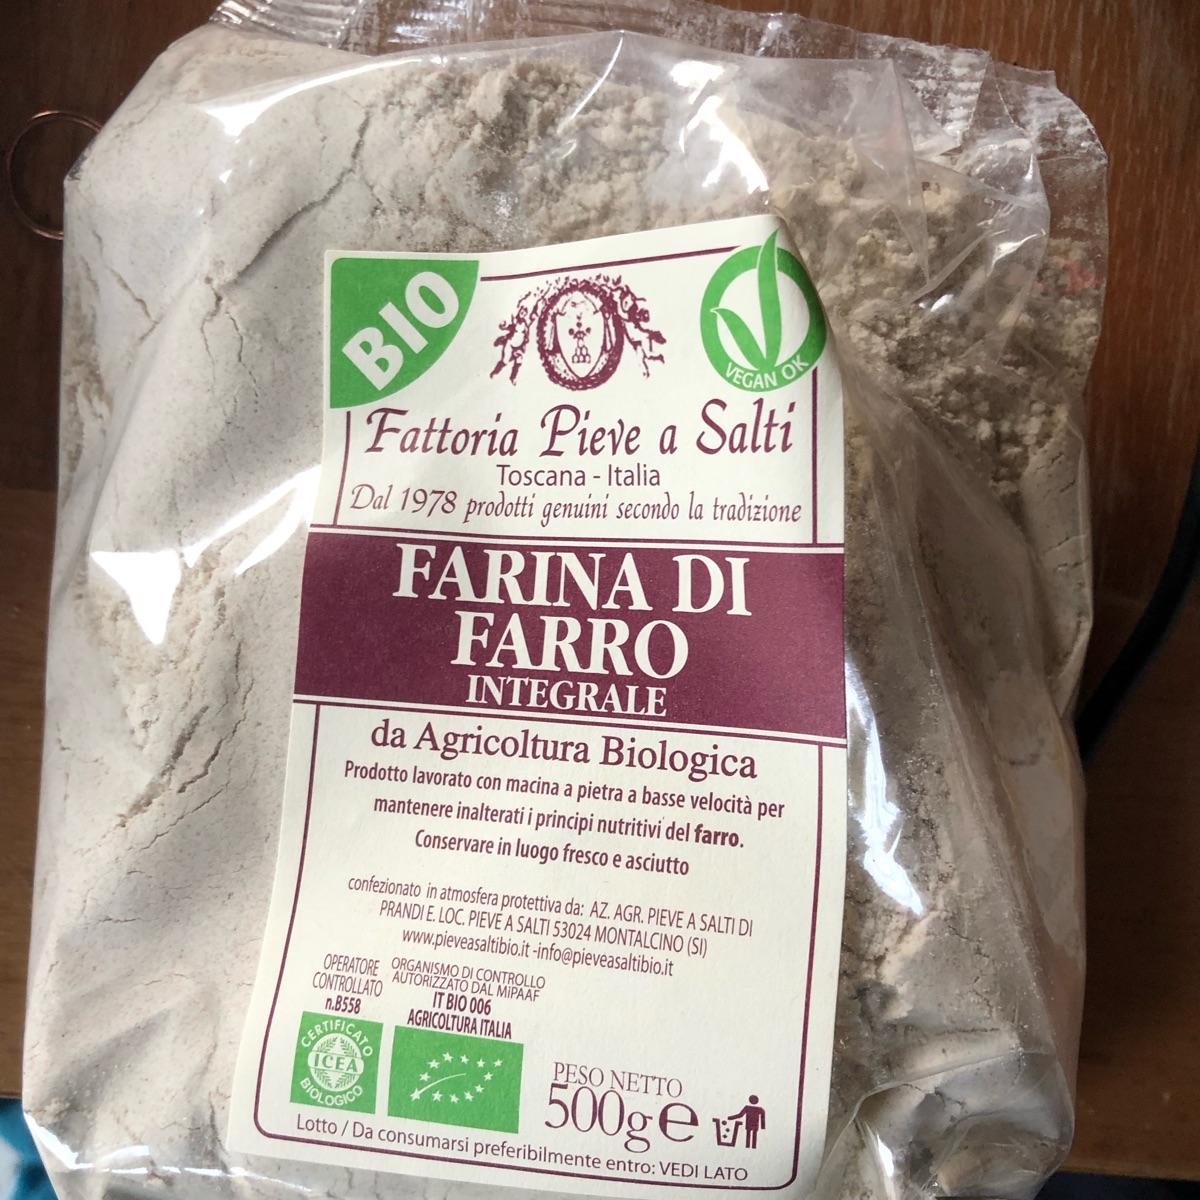 BIO
VEGAN OK
Fattoria Pieve a Salti
Toscana - Italia
Dal 1978 prodotti genuini secondo la tradizione
FARINA DI
FARRO
INTEGRALE
da Agricoltura Biologica
Prodotto lavorato con macina a pietra a basse velocità per
mantenere inalterati i principi nutritivi del farro.
Conservare in luogo fresco e asciutto
confezionato in atmosfera protettiva da: AZ. AGR. PIEVE A SALTI DI
PRANDI E. LOC. PIEVE A SALTI 53024 MONTALCINO (SI)
www.pieveasaltibio.it -info@pieveasaltibio.it
OPERATORE
CONTROLLATO
n.B558
ORGANISMO DI CONTROLLO
AUTORIZZATO DAL MiPAAF
IT BIO 006
AGRICOLTURA ITALIA
CERTIFICATO
ICEA
BIOLOGICO
PESO NETTO
500g e
Lotto / Da consumarsi preferibilmente entro: VEDI LATO